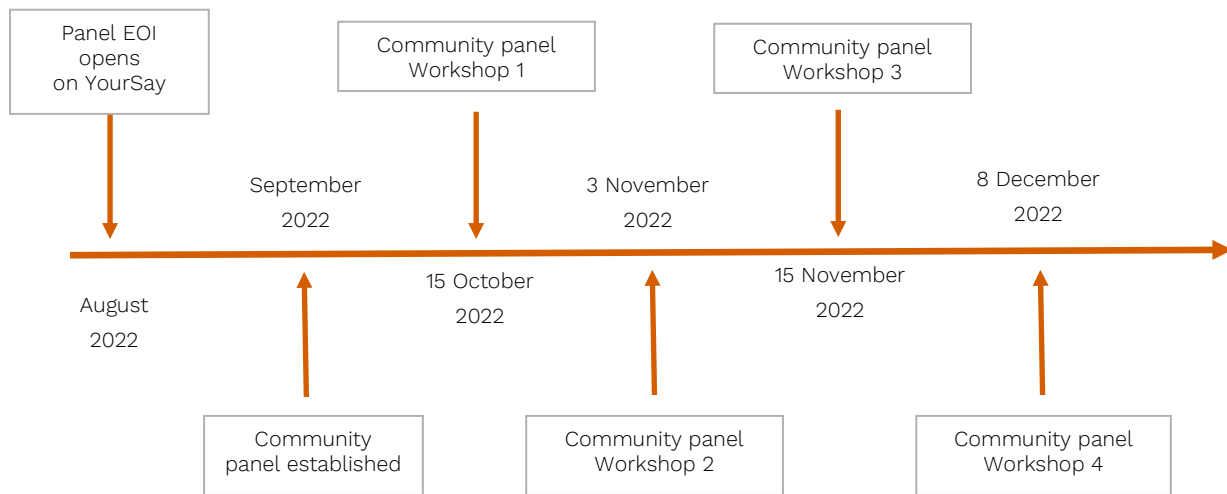 Panel EOI
opens
on YourSay
Community panel
Workshop 1
Community panel
Workshop 3
September
2022
3 November
2022
8 December
2022
August
2022
15 October
2022
15 November
2022
Community
panel established
Community panel
Workshop 2
Community panel
Workshop 4